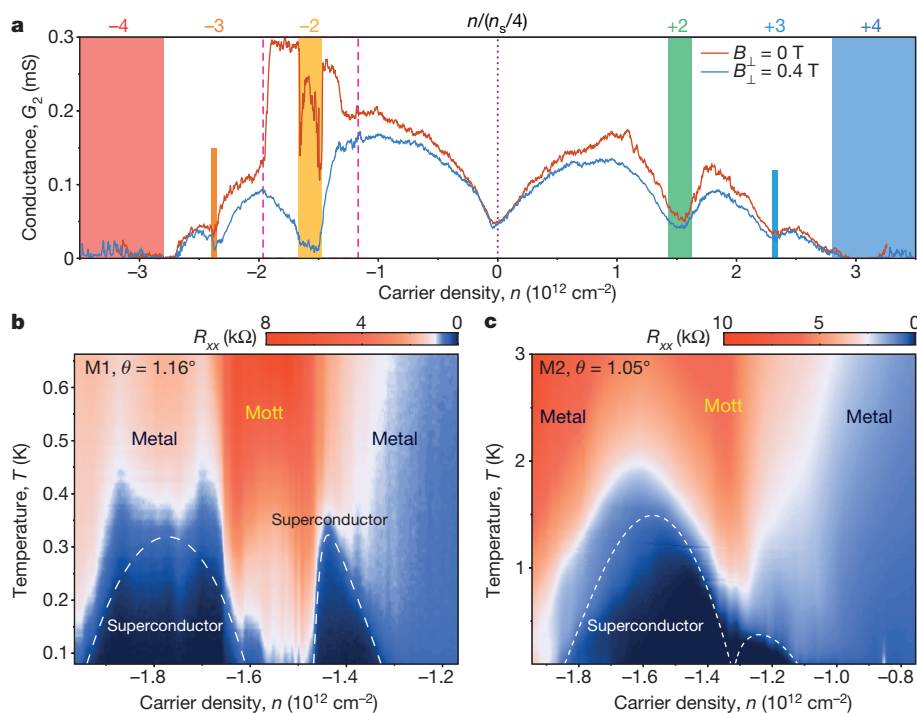 a
n/(nₛ/4)
−4 −3 −2 +2 +3 +4
0.3
0.2
0.1
0
Conductance, G₂ (mS)
B⊥ = 0 T
B⊥ = 0.4 T
−3 −2 −1 0 1 2 3
Carrier density, n (10¹² cm⁻²)
b
Rₓₓ (kΩ)
8 4 0
M1, θ = 1.16°
Mott
Metal
Metal
Superconductor
Superconductor
0.6
0.5
0.4
0.3
0.2
0.1
Temperature, T (K)
−1.8 −1.6 −1.4 −1.2
Carrier density, n (10¹² cm⁻²)
c
Rₓₓ (kΩ)
10 5 0
M2, θ = 1.05°
Metal
Mott
Metal
Superconductor
3
2
1
Temperature, T (K)
−1.8 −1.6 −1.4 −1.2 −1.0 −0.8
Carrier density, n (10¹² cm⁻²)